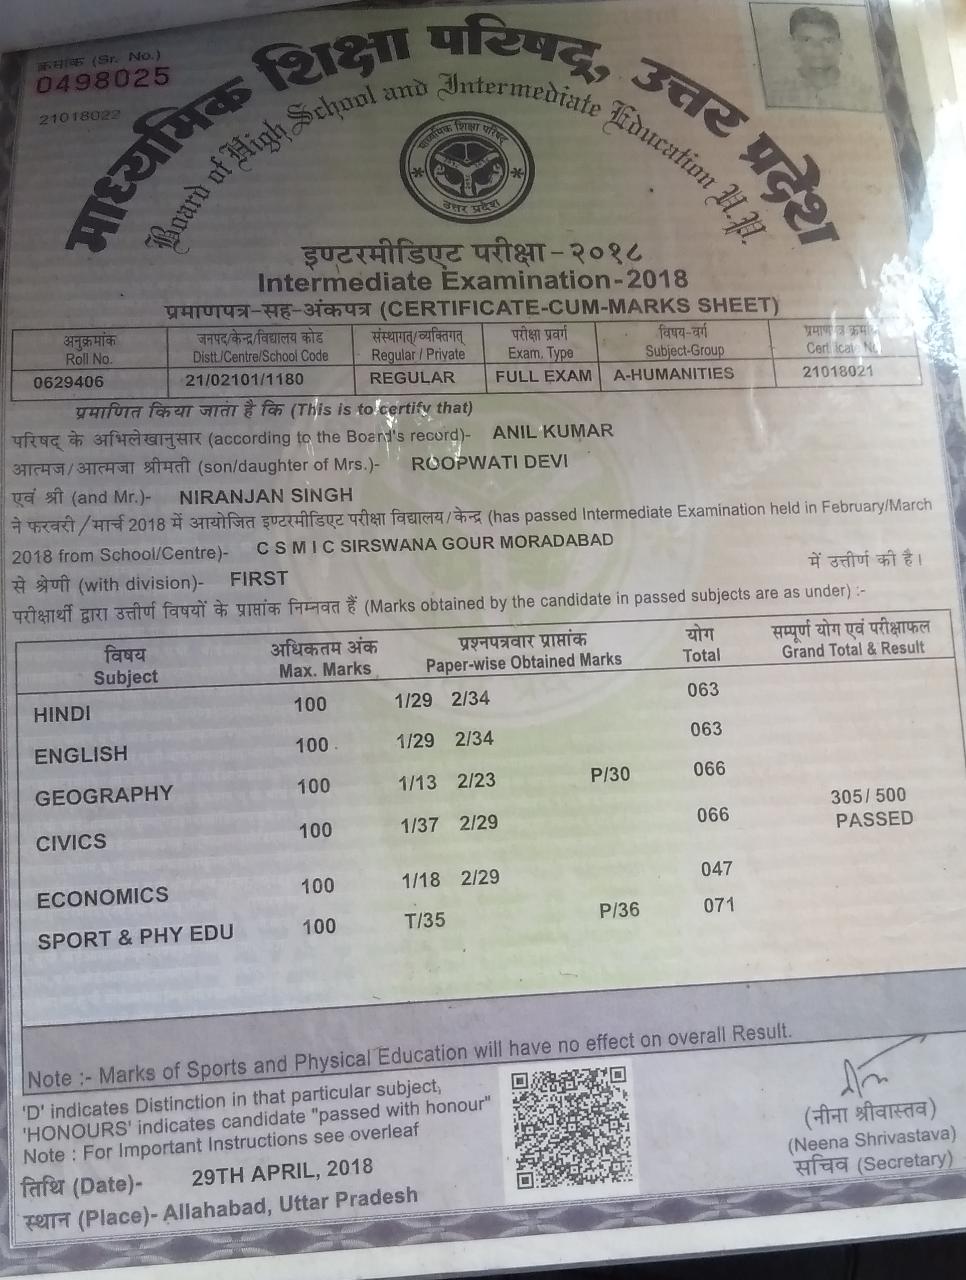 क्रमांक (Sr. No.)
0498025
21018022
माध्यमिक शिक्षा परिषद्, उत्तर प्रदेश
Board of High School and Intermediate Education U.P.
माध्यमिक शिक्षा परिषद्
उत्तर प्रदेश
इण्टरमीडिएट परीक्षा - २०१८
Intermediate Examination-2018
प्रमाणपत्र-सह-अंकपत्र (CERTIFICATE-CUM-MARKS SHEET)
अनुक्रमांक जनपद/केन्द्र/विद्यालय कोड संस्थागत/व्यक्तिगत परीक्षा प्रवर्ग विषय-वर्ग प्रमाणपत्र क्रमांक
Roll No. Distt./Centre/School Code Regular / Private Exam. Type Subject-Group Certificate No
0629406 21/02101/1180 REGULAR FULL EXAM A-HUMANITIES 21018021
प्रमाणित किया जाता है कि (This is to certify that)
परिषद् के अभिलेखानुसार (according to the Board's record)- ANIL KUMAR
आत्मज/आत्मजा श्रीमती (son/daughter of Mrs.)- ROOPWATI DEVI
एवं श्री (and Mr.)- NIRANJAN SINGH
ने फरवरी/मार्च 2018 में आयोजित इण्टरमीडिएट परीक्षा विद्यालय/केन्द्र (has passed Intermediate Examination held in February/March
2018 from School/Centre)- C S M I C SIRSWANA GOUR MORADABAD
से श्रेणी (with division)- FIRST में उत्तीर्ण की है।
परीक्षार्थी द्वारा उत्तीर्ण विषयों के प्राप्तांक निम्नवत हैं (Marks obtained by the candidate in passed subjects are as under) :-
विषय अधिकतम अंक प्रश्नपत्रवार प्राप्तांक योग सम्पूर्ण योग एवं परीक्षाफल
Subject Max. Marks Paper-wise Obtained Marks Total Grand Total & Result
HINDI 100 1/29 2/34 063
ENGLISH 100 1/29 2/34 063
GEOGRAPHY 100 1/13 2/23 P/30 066
CIVICS 100 1/37 2/29 066
305/ 500
PASSED
ECONOMICS 100 1/18 2/29 047
SPORT & PHY EDU 100 T/35 P/36 071
Note :- Marks of Sports and Physical Education will have no effect on overall Result.
'D' indicates Distinction in that particular subject,
'HONOURS' indicates candidate "passed with honour"
Note : For Important Instructions see overleaf
तिथि (Date)- 29TH APRIL, 2018
स्थान (Place)- Allahabad, Uttar Pradesh
(नीना श्रीवास्तव)
(Neena Shrivastava)
सचिव (Secretary)